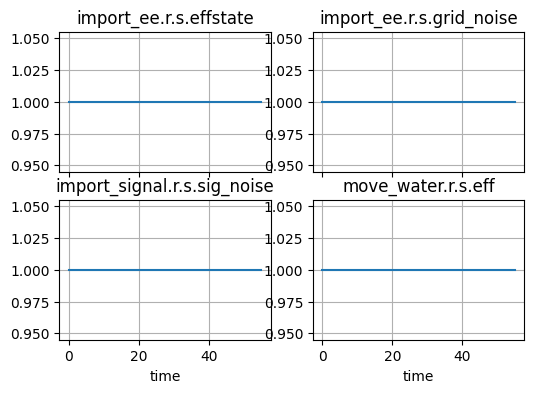 import_ee.r.s.effstate
import_ee.r.s.grid_noise
1.050
1.025
1.000
0.975
0.950
1.050
1.025
1.000
0.975
0.950
import_signal.r.s.sig_noise
move_water.r.s.eff
1.050
1.025
1.000
0.975
0.950
1.050
1.025
1.000
0.975
0.950
0 20 40
0 20 40
time
time